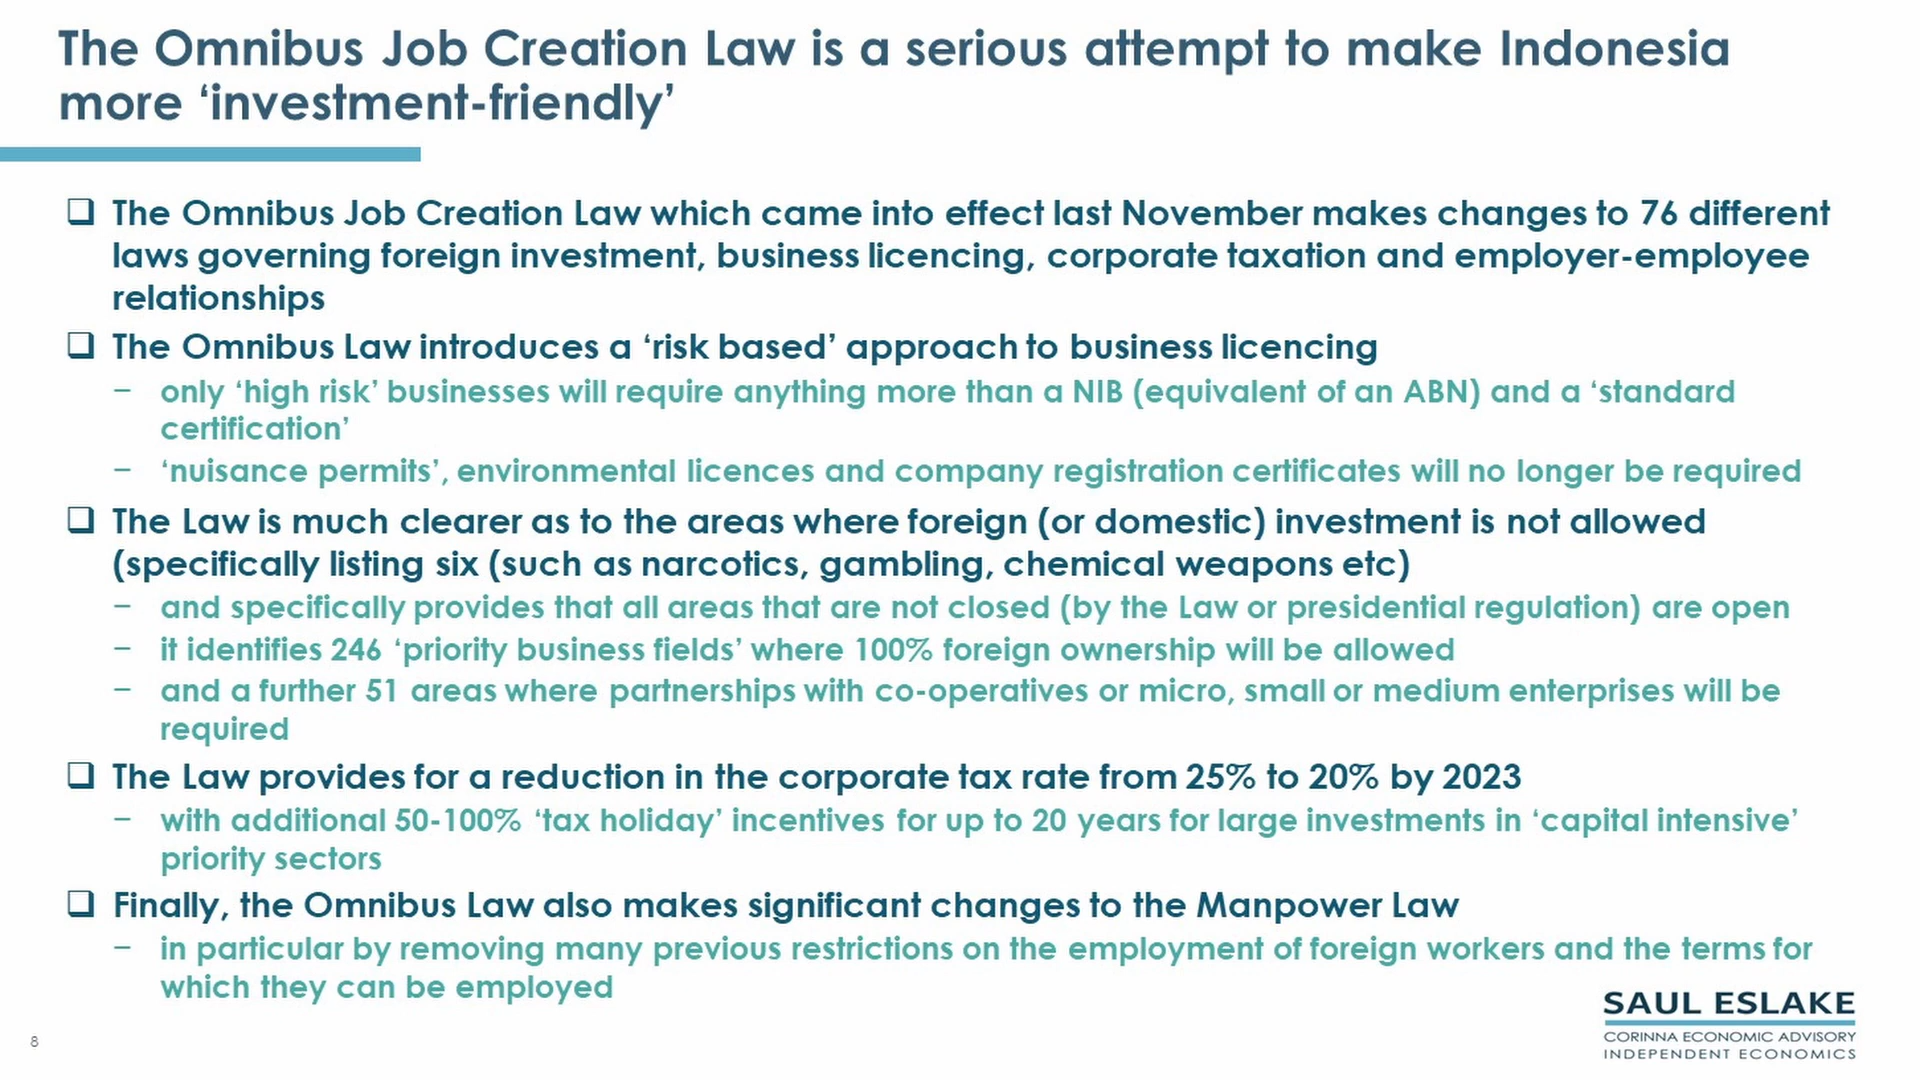 The Omnibus Job Creation Law is a serious attempt to make Indonesia
more ‘investment-friendly’
❑ The Omnibus Job Creation Law which came into effect last November makes changes to 76 different
laws governing foreign investment, business licencing, corporate taxation and employer-employee
relationships
❑ The Omnibus Law introduces a ‘risk based’ approach to business licencing
− only ‘high risk’ businesses will require anything more than a NIB (equivalent of an ABN) and a ‘standard
certification’
− ‘nuisance permits’, environmental licences and company registration certificates will no longer be required
❑ The Law is much clearer as to the areas where foreign (or domestic) investment is not allowed
(specifically listing six (such as narcotics, gambling, chemical weapons etc)
− and specifically provides that all areas that are not closed (by the Law or presidential regulation) are open
− it identifies 246 ‘priority business fields’ where 100% foreign ownership will be allowed
− and a further 51 areas where partnerships with co-operatives or micro, small or medium enterprises will be
required
❑ The Law provides for a reduction in the corporate tax rate from 25% to 20% by 2023
− with additional 50-100% ‘tax holiday’ incentives for up to 20 years for large investments in ‘capital intensive’
priority sectors
❑ Finally, the Omnibus Law also makes significant changes to the Manpower Law
− in particular by removing many previous restrictions on the employment of foreign workers and the terms for
which they can be employed
8
SAUL ESLAKE
CORINNA ECONOMIC ADVISORY
INDEPENDENT ECONOMICS